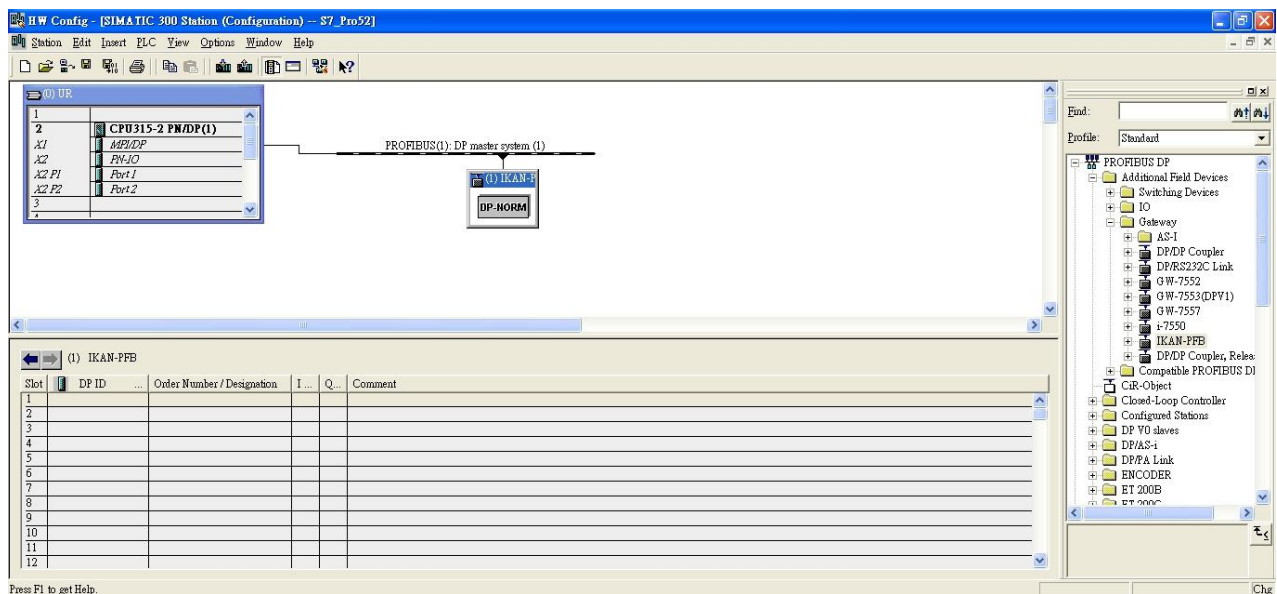 HW Config - [SIMATIC 300 Station (Configuration) -- S7_Pro52]
Station Edit Insert PLC View Options Window Help
(0) UR
1
2 CPU315-2 PN/DP(1)
X1 MPI/DP
X2 PN-IO
X2 P1 Port 1
X2 P2 Port 2
3
PROFIBUS(1): DP master system (1)
(1) IKAN-P
DP-NORM
Find:
Profile: Standard
PROFIBUS DP
Additional Field Devices
Switching Devices
IO
Gateway
AS-I
DP/DP Coupler
DP/RS232C Link
GW-7552
GW-7553(DPV1)
GW-7557
i-7550
IKAN-PFB
DP/DP Coupler, Relea
Compatible PROFIBUS DP
CiR-Object
Closed-Loop Controller
Configured Stations
DP V0 slaves
DP/AS-i
DP/PA Link
ENCODER
ET 200B
ET 200C
(1) IKAN-PFB
Slot DP ID ... Order Number / Designation I ... Q... Comment
1
2
3
4
5
6
7
8
9
10
11
12
Press F1 to get Help.
Chg